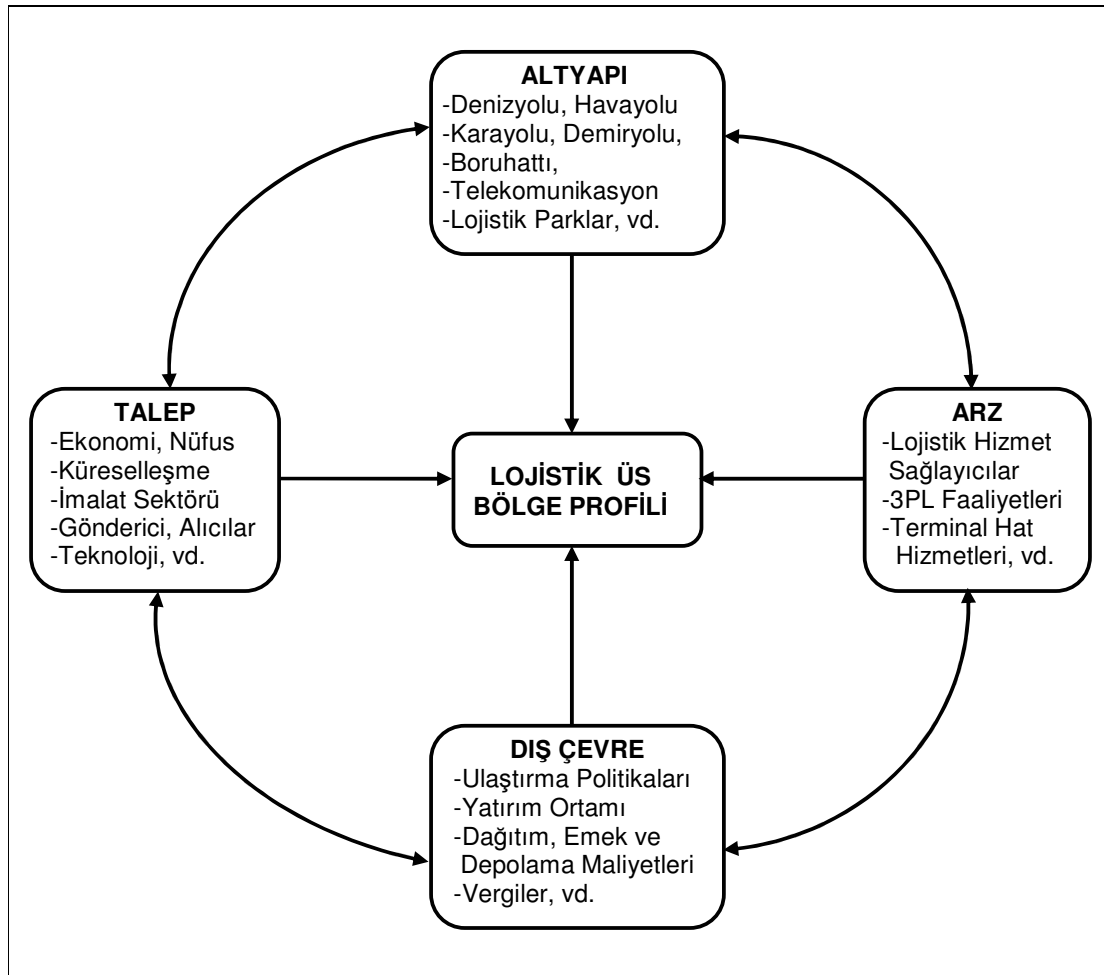 ALTYAPI
-Denizyolu, Havayolu
-Karayolu, Demiryolu,
-Boruhattı,
-Telekomunikasyon
-Lojistik Parklar, vd.
TALEP
-Ekonomi, Nüfus
-Küreselleşme
-İmalat Sektörü
-Gönderici, Alıcılar
-Teknoloji, vd.
LOJİSTİK ÜS
BÖLGE PROFİLİ
ARZ
-Lojistik Hizmet
Sağlayıcılar
-3PL Faaliyetleri
-Terminal Hat
Hizmetleri, vd.
DIŞ ÇEVRE
-Ulaştırma Politikaları
-Yatırım Ortamı
-Dağıtım, Emek ve
Depolama Maliyetleri
-Vergiler, vd.